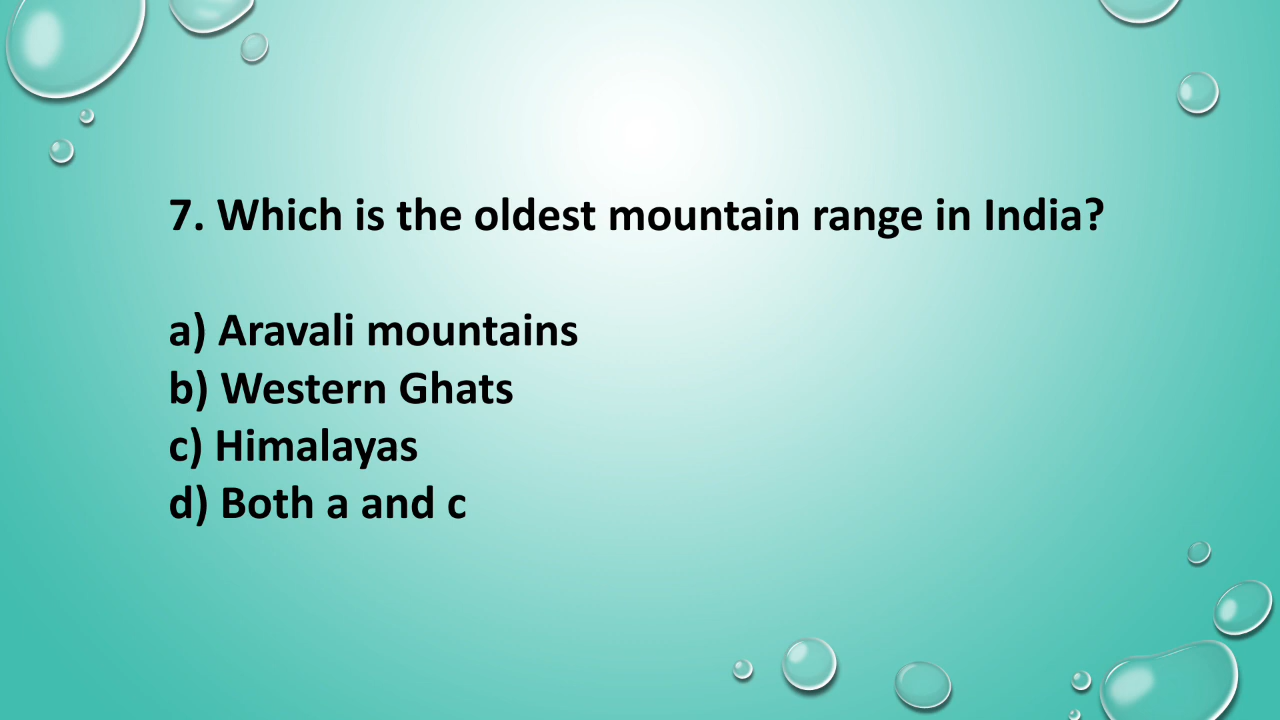 7. Which is the oldest mountain range in India?
a) Aravali mountains
b) Western Ghats
c) Himalayas
d) Both a and c